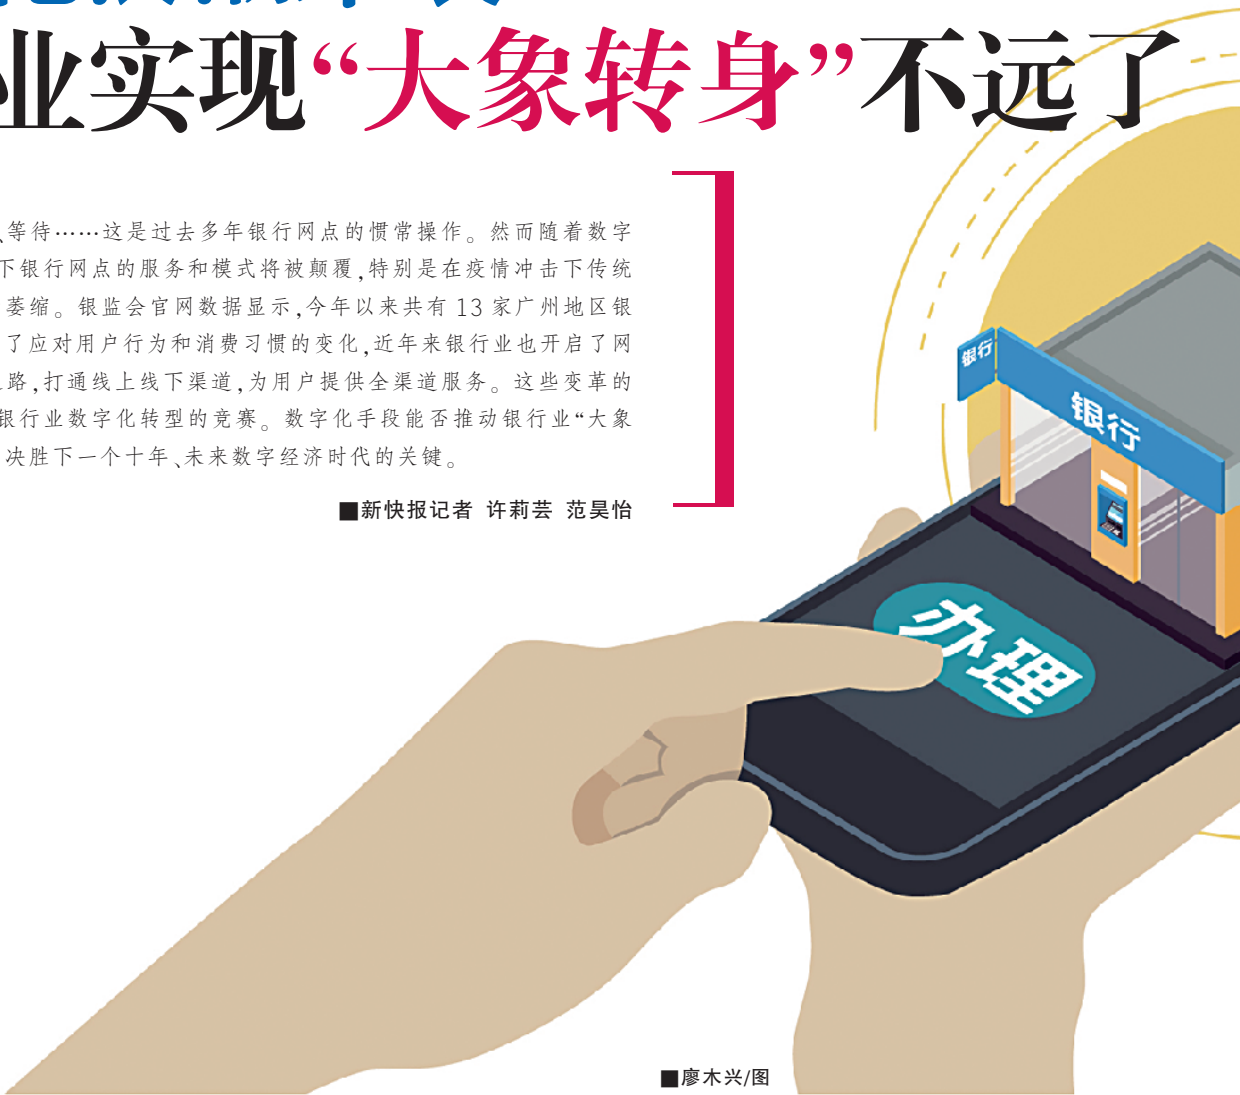 业实现“大象转身”不远了
、等待……这是过去多年银行网点的惯常操作。然而随着数字
下银行网点的服务和模式将被颠覆,特别是在疫情冲击下传统
萎缩。银监会官网数据显示,今年以来共有 13 家广州地区银
了应对用户行为和消费习惯的变化,近年来银行业也开启了网
路,打通线上线下渠道,为用户提供全渠道服务。这些变革的
银行业数字化转型的竞赛。数字化手段能否推动银行业“大象
决胜下一个十年、未来数字经济时代的关键。
■新快报记者 许莉芸 范昊怡
银行
银行
办理
■廖木兴/图